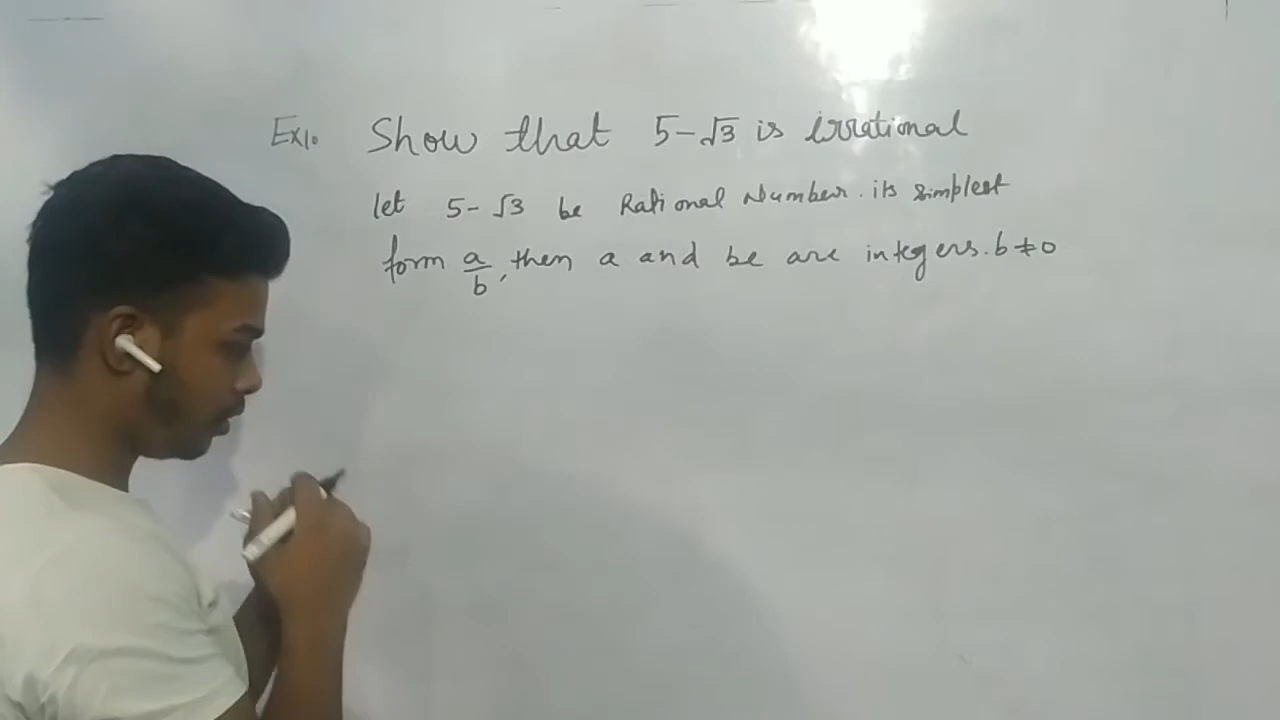 Ex1. Show that 5-√3 is irrational
let 5-√3 be Rational Number. its simplest
form a/b, then a and be are integers. b≠0